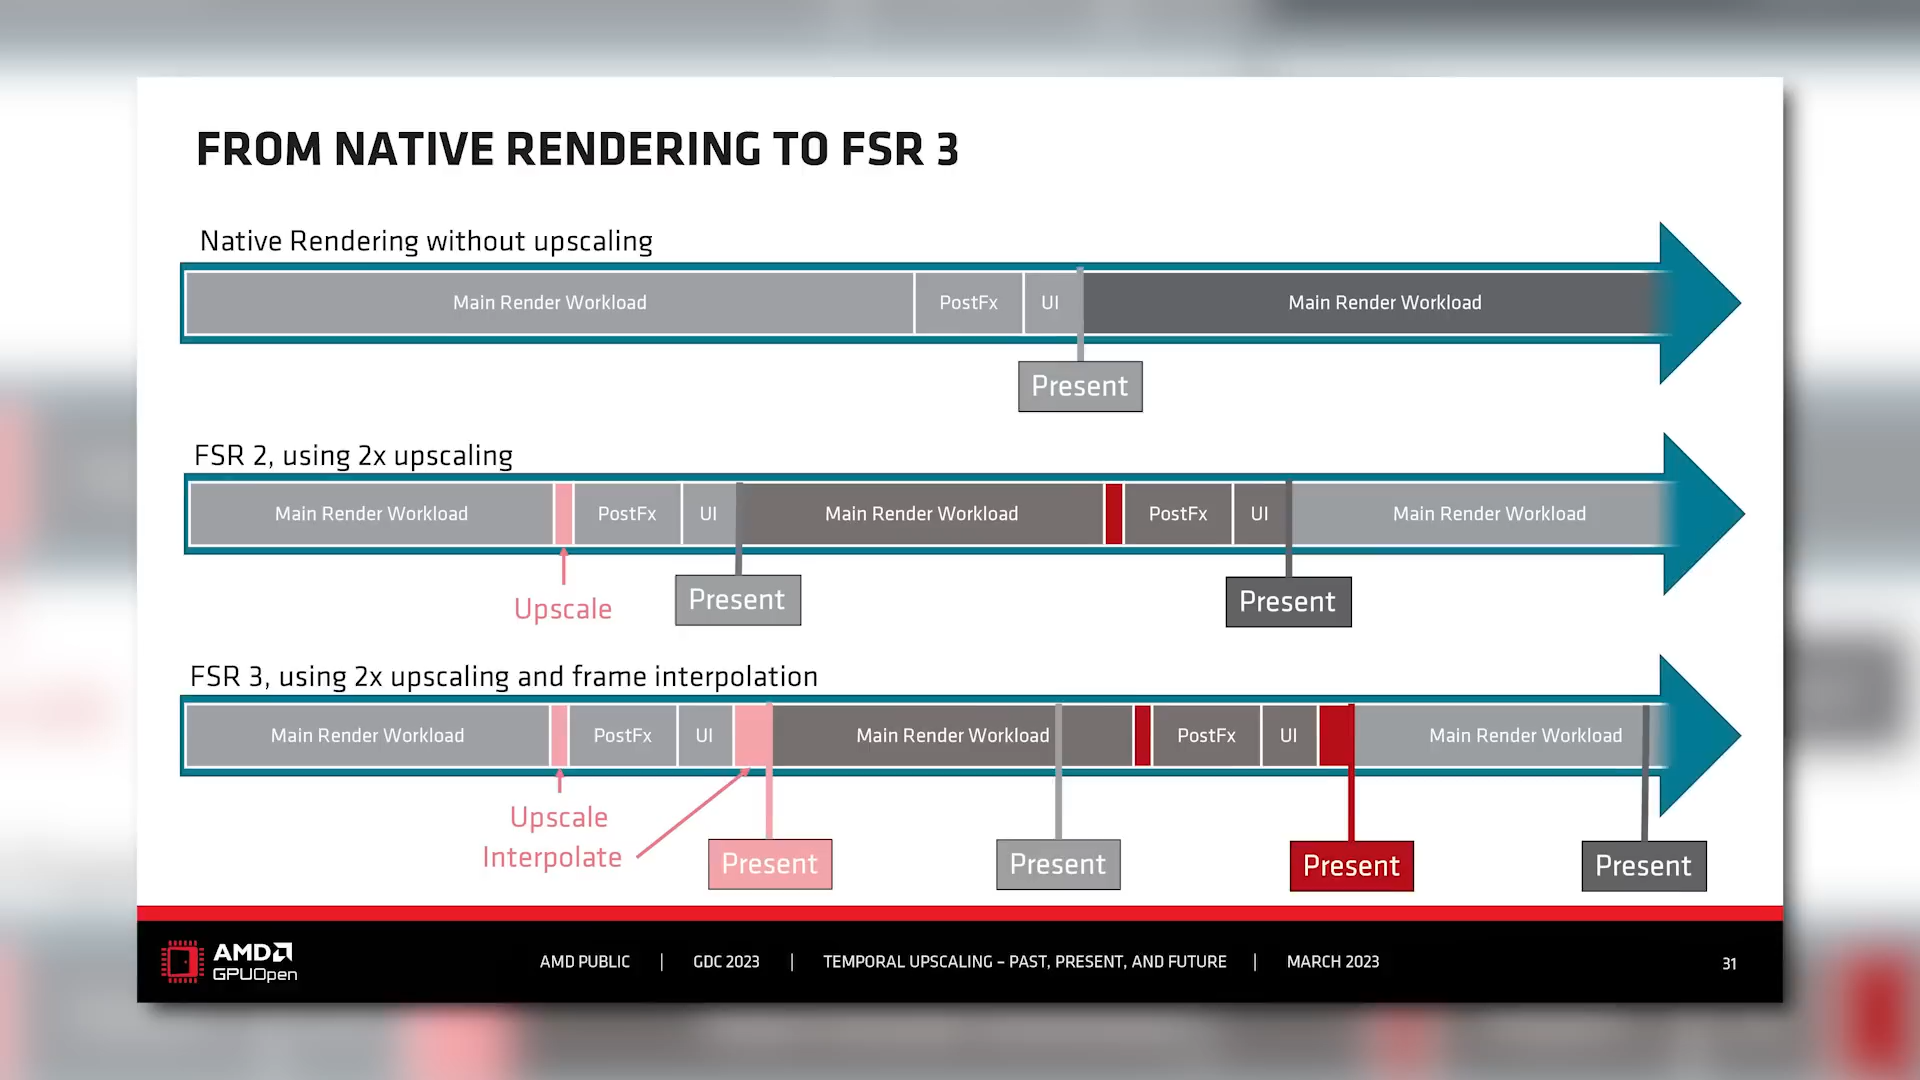 FROM NATIVE RENDERING TO FSR 3
Native Rendering without upscaling
Main Render Workload PostFx UI Main Render Workload
Present
FSR 2, using 2x upscaling
Main Render Workload PostFx UI Main Render Workload PostFx UI Main Render Workload
Upscale Present Present
FSR 3, using 2x upscaling and frame interpolation
Main Render Workload PostFx UI Main Render Workload PostFx UI Main Render Workload
Upscale
Interpolate Present Present Present Present
AMD
GPUOpen
AMD PUBLIC | GDC 2023 | TEMPORAL UPSCALING – PAST, PRESENT, AND FUTURE | MARCH 2023
31